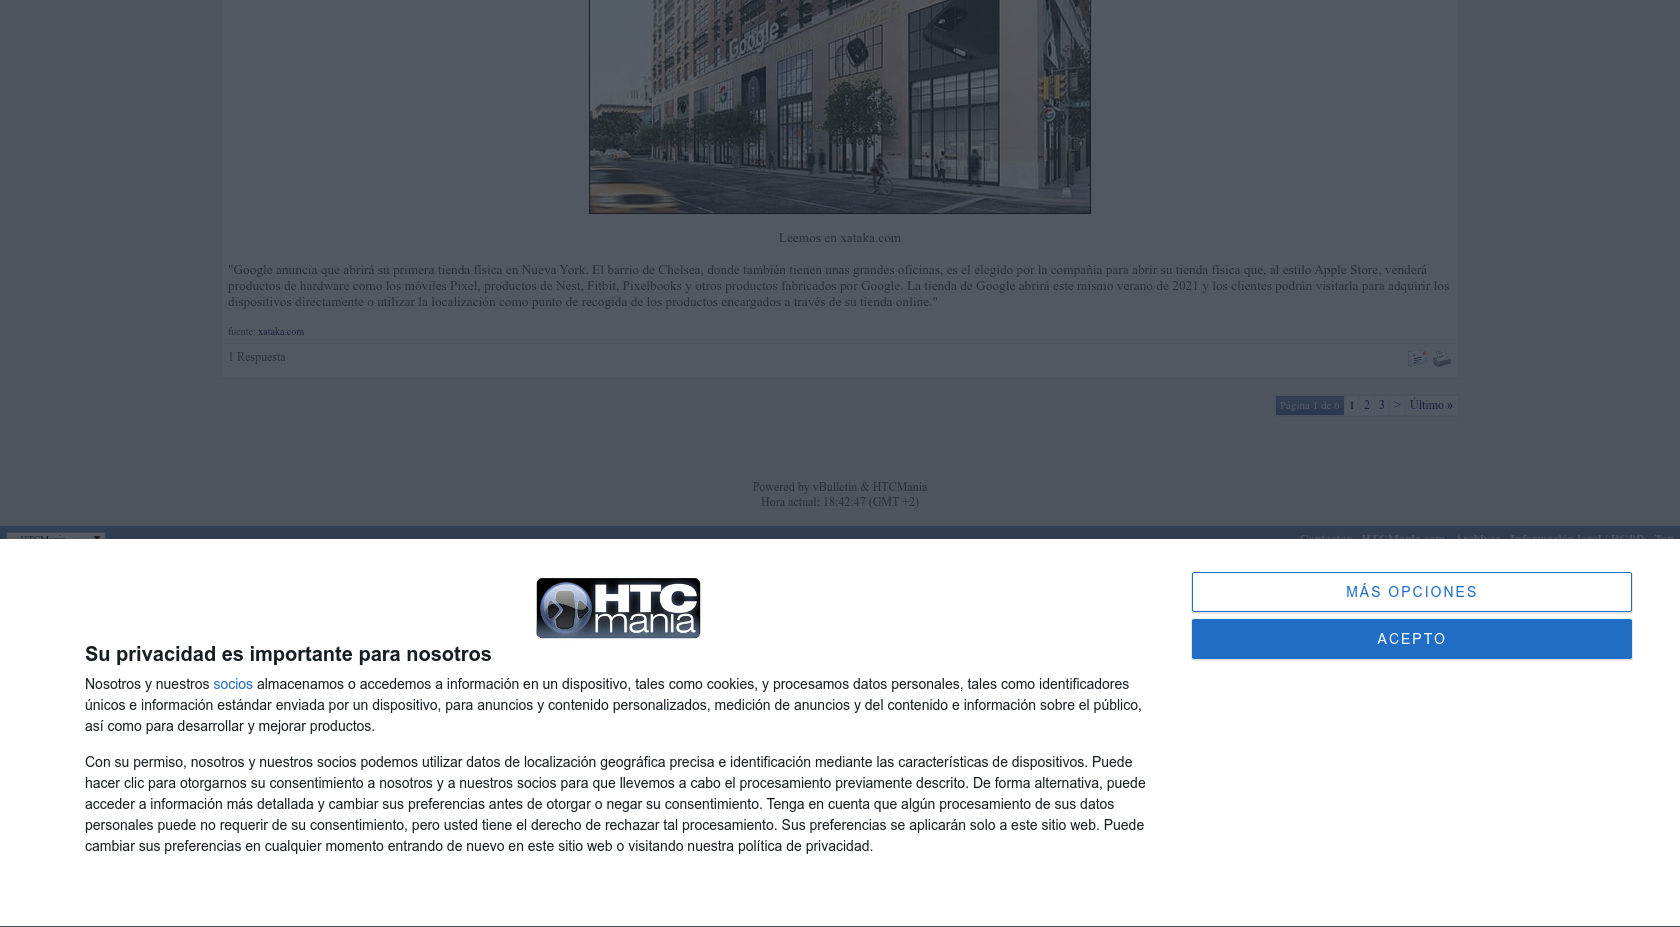 Google
Leemos en xataka.com
"Google anuncia que abrirá su primera tienda física en Nueva York. El barrio de Chelsea, donde también tienen unas grandes oficinas, es el elegido por la compañía para abrir su tienda física que, al estilo Apple Store, venderá
productos de hardware como los móviles Pixel, productos de Nest, Fitbit, Pixelbooks y otros productos fabricados por Google. La tienda de Google abrirá este mismo verano de 2021 y los clientes podrán visitarla para adquirir los
dispositivos directamente o utilizar la localización como punto de recogida de los productos encargados a través de su tienda online."
fuente: xataka.com
1 Respuesta
Página 1 de 6 1 2 3 > Último »
Powered by vBulletin & HTCMania
Hora actual: 18:42:47 (GMT +2)
HTCMania
Contactar - HTCMania.com - Archivos - Información legal / RGPD - Top
HTC
mania
MÁS OPCIONES
ACEPTO
Su privacidad es importante para nosotros
Nosotros y nuestros socios almacenamos o accedemos a información en un dispositivo, tales como cookies, y procesamos datos personales, tales como identificadores
únicos e información estándar enviada por un dispositivo, para anuncios y contenido personalizados, medición de anuncios y del contenido e información sobre el público,
así como para desarrollar y mejorar productos.
Con su permiso, nosotros y nuestros socios podemos utilizar datos de localización geográfica precisa e identificación mediante las características de dispositivos. Puede
hacer clic para otorgarnos su consentimiento a nosotros y a nuestros socios para que llevemos a cabo el procesamiento previamente descrito. De forma alternativa, puede
acceder a información más detallada y cambiar sus preferencias antes de otorgar o negar su consentimiento. Tenga en cuenta que algún procesamiento de sus datos
personales puede no requerir de su consentimiento, pero usted tiene el derecho de rechazar tal procesamiento. Sus preferencias se aplicarán solo a este sitio web. Puede
cambiar sus preferencias en cualquier momento entrando de nuevo en este sitio web o visitando nuestra política de privacidad.